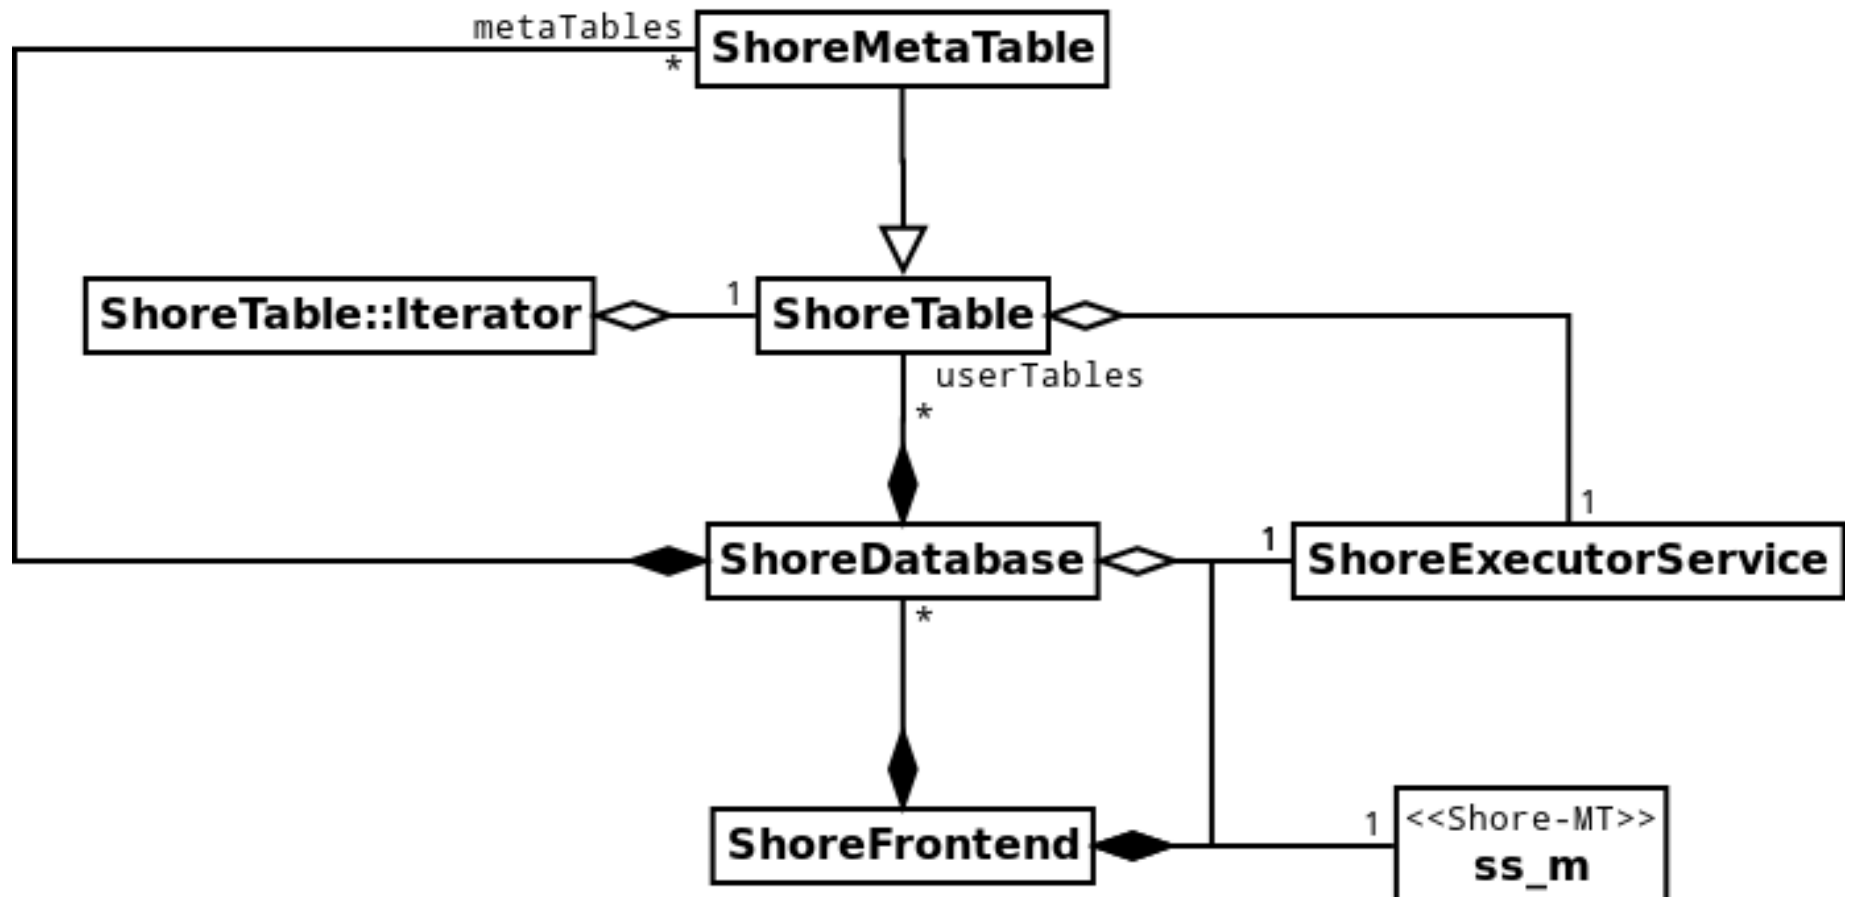 metaTables
*
ShoreMetaTable
ShoreTable::Iterator
1
ShoreTable
userTables
*
1
ShoreDatabase
1
ShoreExecutorService
*
ShoreFrontend
1
<<Shore-MT>>
ss_m